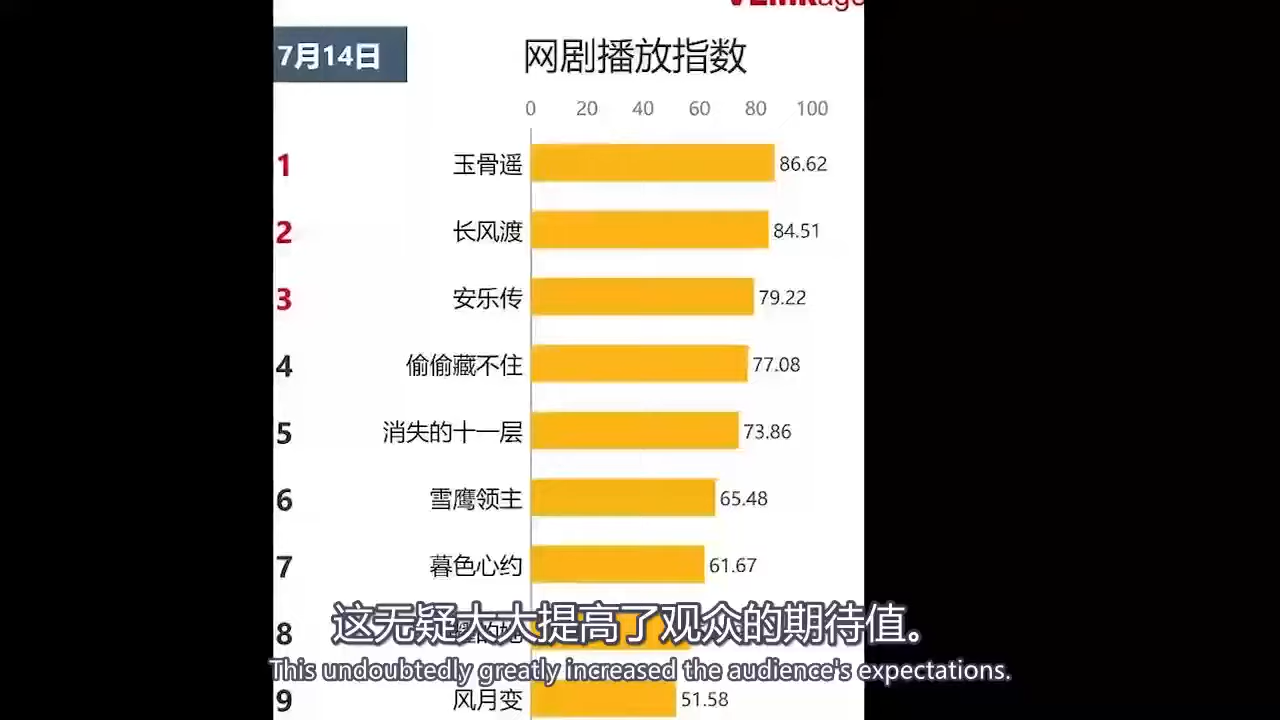 7月14日
网剧播放指数
0 20 40 60 80 100
1 玉骨遥 86.62
2 长风渡 84.51
3 安乐传 79.22
4 偷偷藏不住 77.08
5 消失的十一层 73.86
6 雪鹰领主 65.48
7 暮色心约 61.67
8
这无疑大大提高了观众的期待值。
This undoubtedly greatly increased the audience's expectations.
9 风月变 51.58